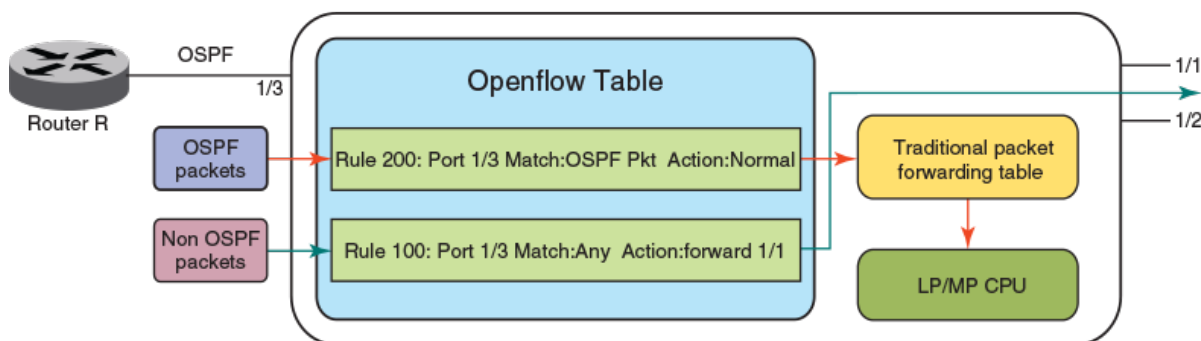 OSPF
1/3
Router R
Openflow Table
1/1
1/2
OSPF
packets
Rule 200: Port 1/3 Match:OSPF Pkt Action:Normal
Traditional packet
forwarding table
Non OSPF
packets
Rule 100: Port 1/3 Match:Any Action:forward 1/1
LP/MP CPU